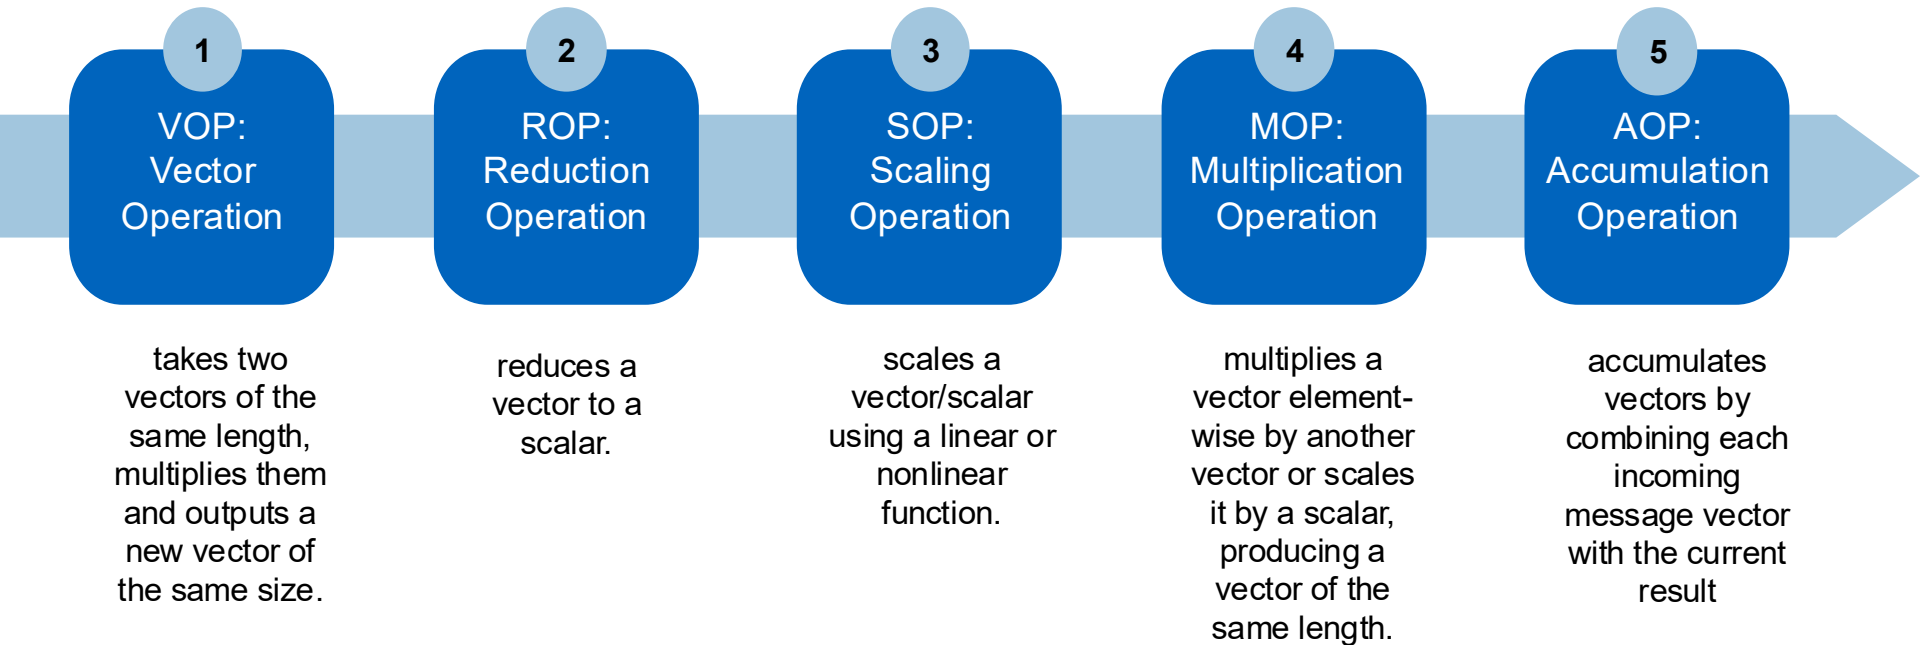 1
VOP:
Vector
Operation
takes two
vectors of the
same length,
multiplies them
and outputs a
new vector of
the same size.
2
ROP:
Reduction
Operation
reduces a
vector to a
scalar.
3
SOP:
Scaling
Operation
scales a
vector/scalar
using a linear or
nonlinear
function.
4
MOP:
Multiplication
Operation
multiplies a
vector element-
wise by another
vector or scales
it by a scalar,
producing a
vector of the
same length.
5
AOP:
Accumulation
Operation
accumulates
vectors by
combining each
incoming
message vector
with the current
result